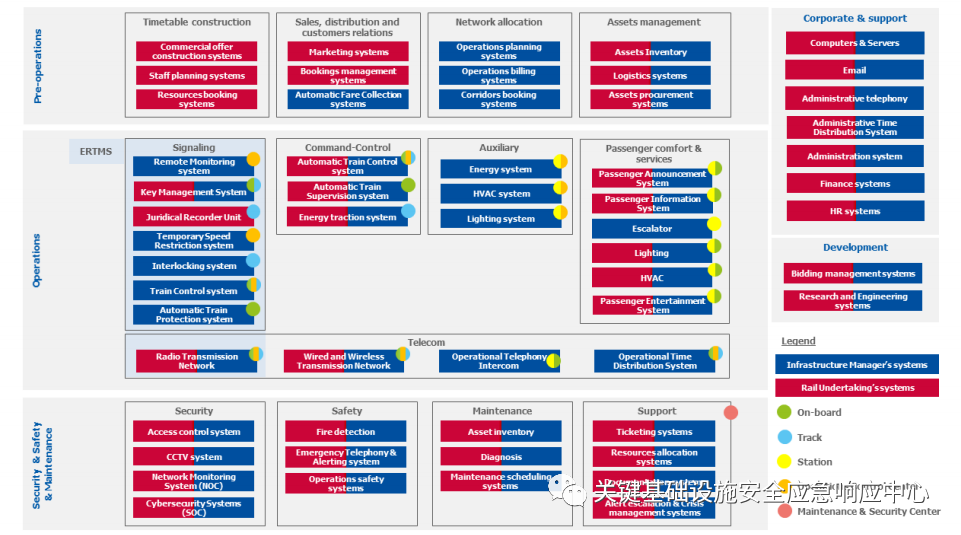 Pre-operations
Timetable construction
Commercial offer
construction systems
Staff planning systems
Resources booking
systems
Sales, distribution and
customers relations
Marketing systems
Bookings management
systems
Automatic Fare Collection
systems
Network allocation
Operations planning
systems
Operations billing
systems
Corridors booking
systems
Assets management
Assets Inventory
Logistics systems
Assets procurement
systems
Corporate & support
Computers & Servers
Email
Administrative telephony
Administrative Time
Distribution System
Administration system
Finance systems
HR systems
Operations
ERTMS
Signaling
Remote Monitoring
system
Key Management System
Juridical Recorder Unit
Temporary Speed
Restriction system
Interlocking system
Train Control system
Automatic Train
Protection system
Command-Control
Automatic Train Control
system
Automatic Train
Supervision system
Energy traction system
Auxiliary
Energy system
HVAC system
Lighting system
Passenger comfort &
services
Passenger Announcement
System
Passenger Information
System
Escalator
Lighting
HVAC
Passenger Entertainment
System
Telecom
Radio Transmission
Network
Wired and Wireless
Transmission Network
Operational Telephony
Intercom
Operational Time
Distribution System
Development
Bidding management systems
Research and Engineering
systems
Legend
Infrastructure Manager's systems
Rail Undertaking's systems
On-board
Track
Station
Maintenance & Security Center
Security & Safety
& Maintenance
Security
Access control system
CCTV system
Network Monitoring
System (NOC)
Cybersecurity Systems
(SOC)
Safety
Fire detection
Emergency Telephony &
Alerting system
Operations safety
systems
Maintenance
Asset inventory
Diagnosis
Maintenance scheduling
systems
Support
Ticketing systems
Resources allocation
systems
Alert escalation & Crisis
management systems
关键基础设施安全应急响应中心